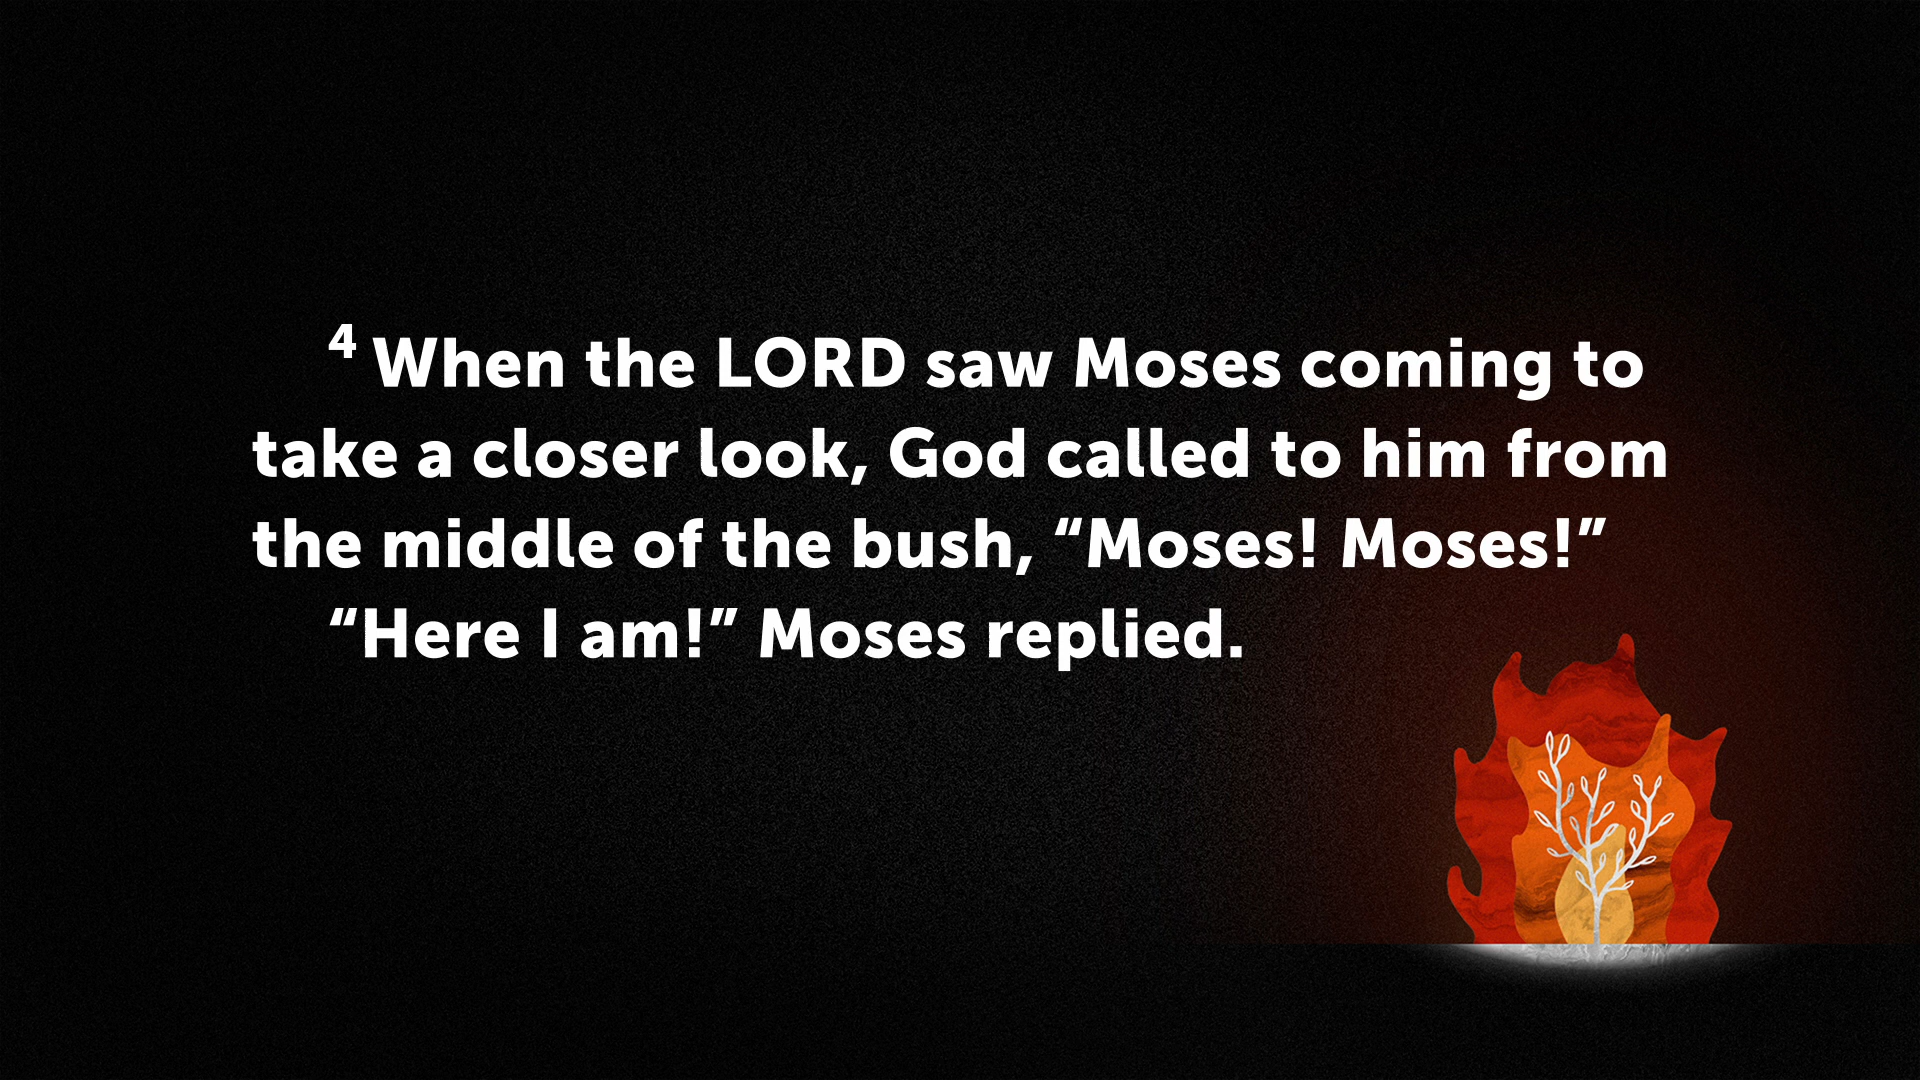 4 When the LORD saw Moses coming to
take a closer look, God called to him from
the middle of the bush, “Moses! Moses!”
“Here I am!” Moses replied.